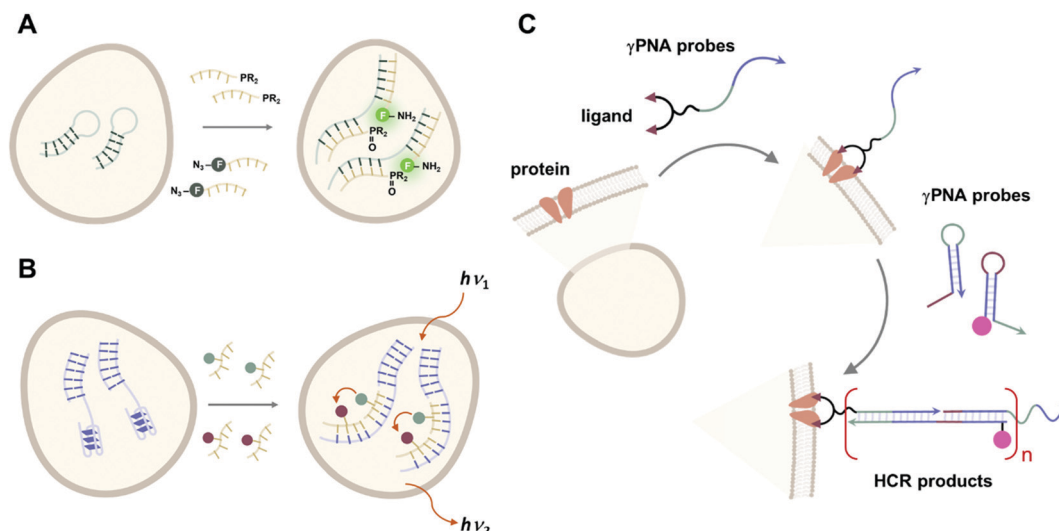 A
PR₂
PR₂
N₃
F
N₃
F
F
NH₂
PR₂
O
F
NH₂
PR₂
O
B
hν₁
hν₂
C
γPNA probes
ligand
protein
γPNA probes
n
HCR products